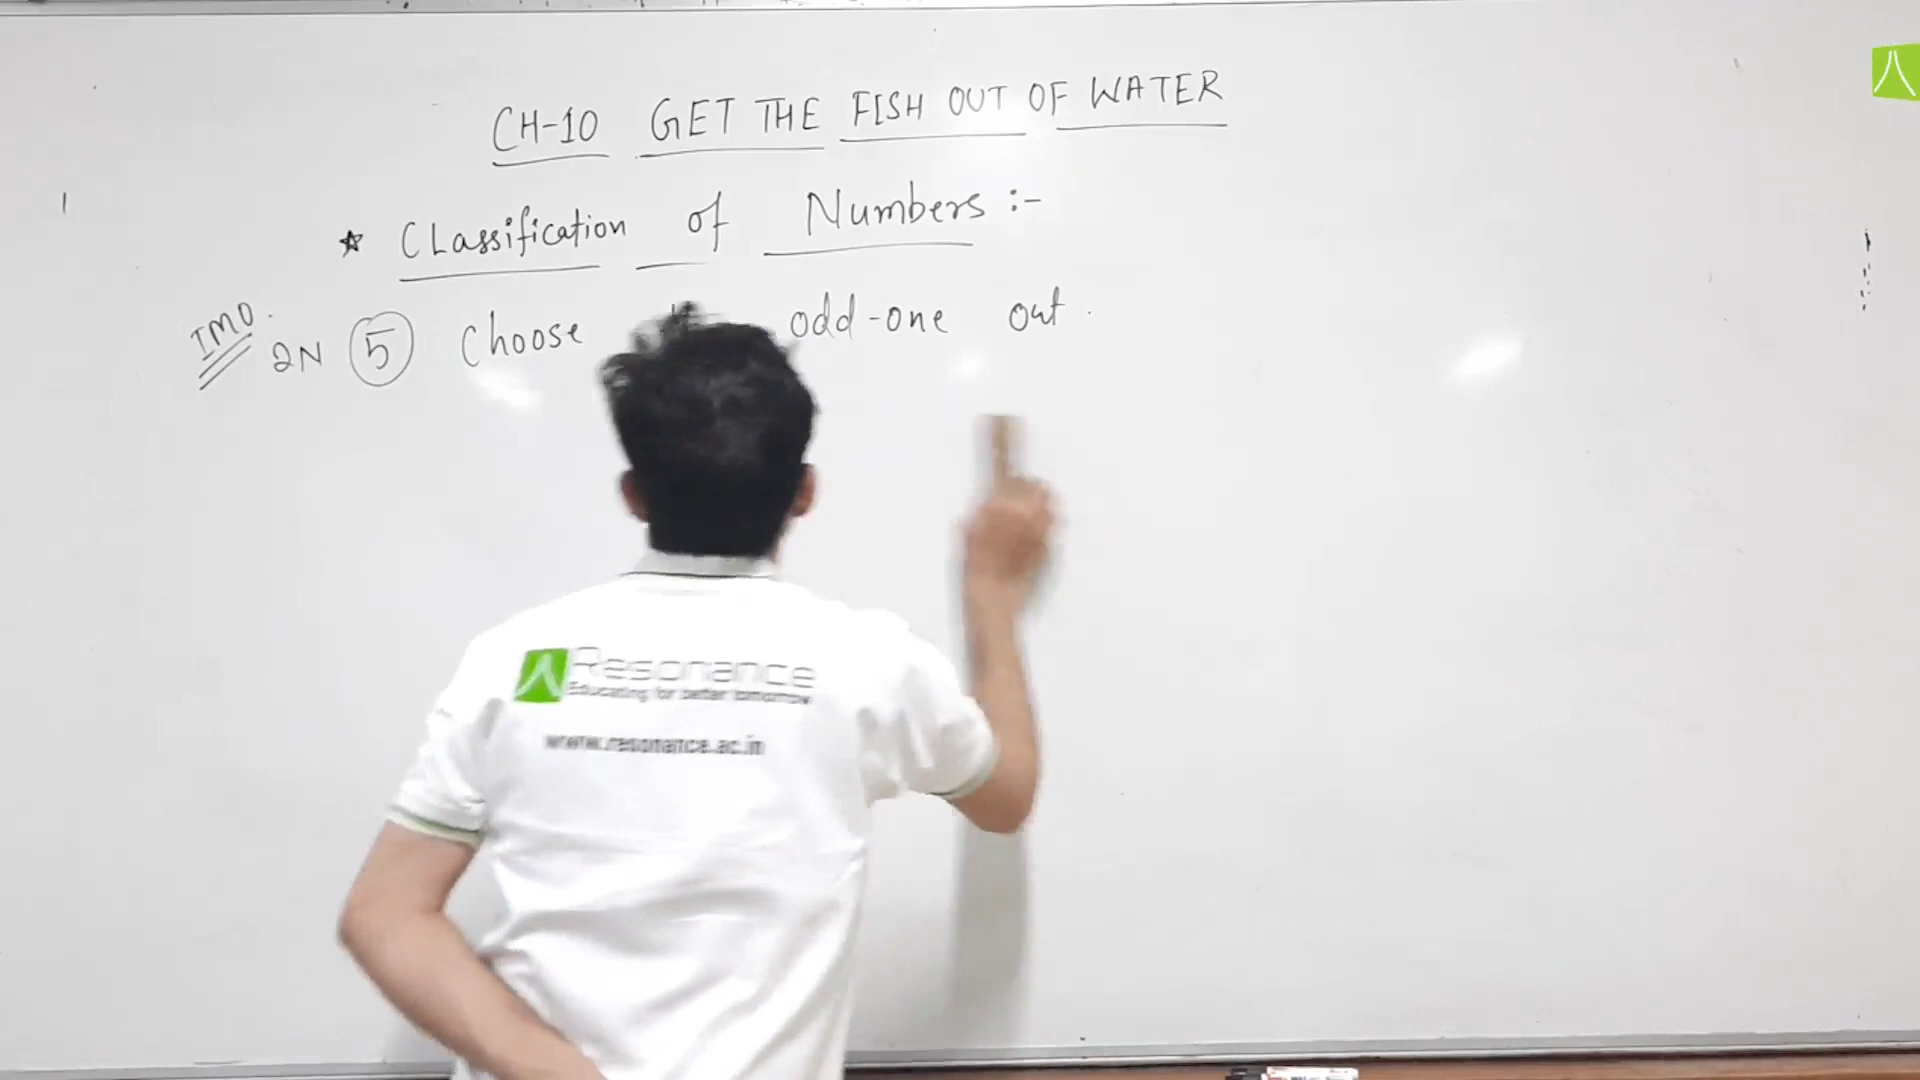 CH-10 GET THE FISH OUT OF WATER
* Classification of Numbers :-
IMO.
2N 5 Choose odd-one out.
Resonance
Educating for better tomorrow
www.resonance.ac.in